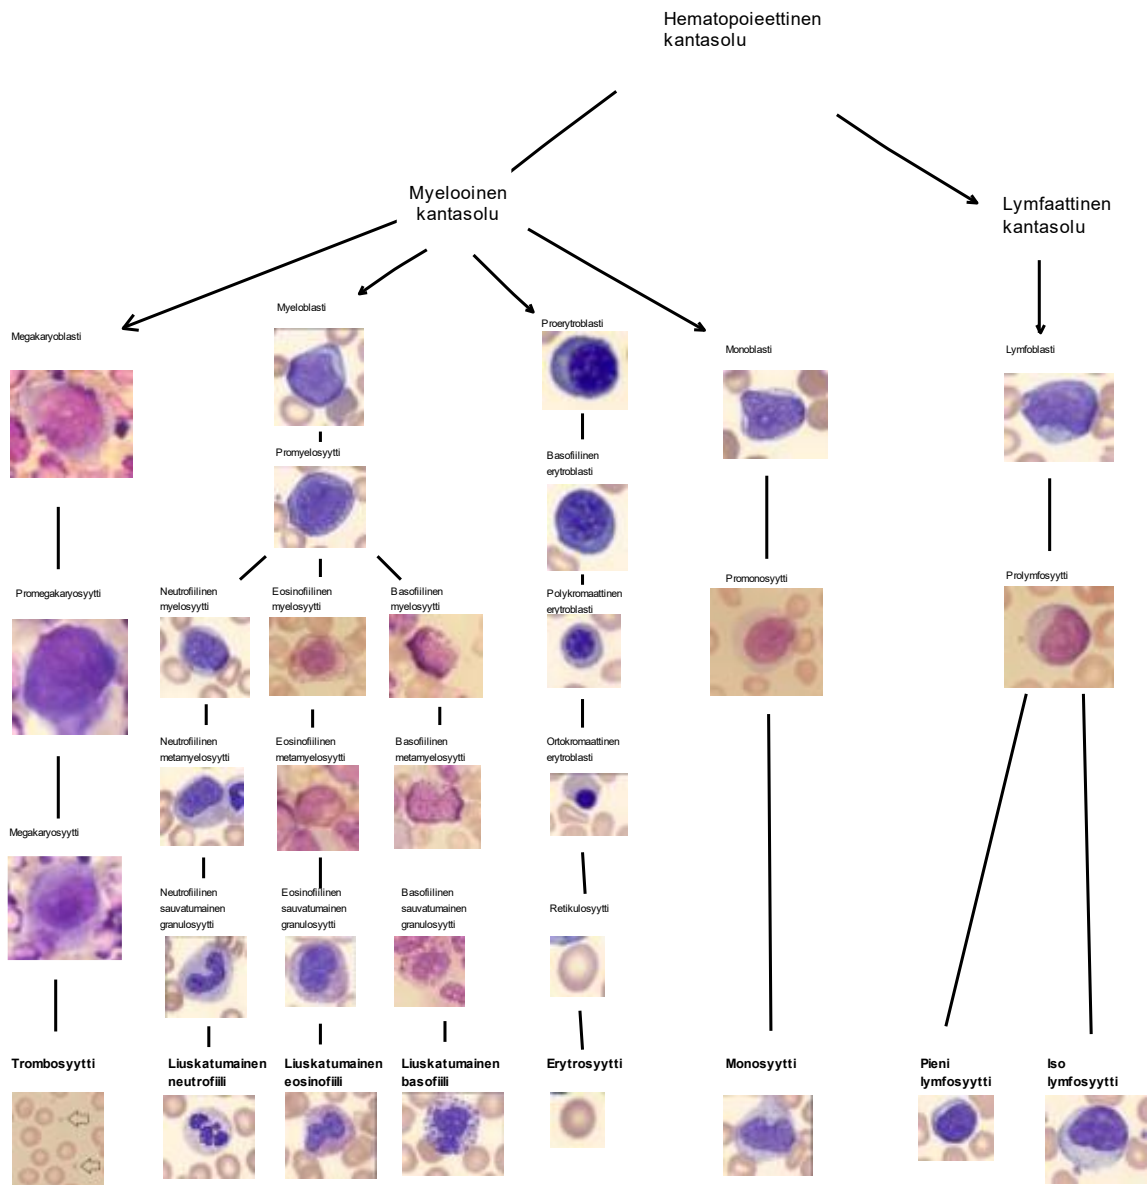 Hematopoieettinen
kantasolu
Myelooinen
kantasolu
Lymfaattinen
kantasolu
Megakaryoblasti
Myeloblasti
Proerytroblasti
Monoblasti
Lymfoblasti
Promyelosyytti
Basofiilinen
erytroblasti
Promegakaryosyytti
Neutrofiilinen
myelosyytti
Eosinofiilinen
myelosyytti
Basofiilinen
myelosyytti
Polykromaattinen
erytroblasti
Promonosyytti
Prolymfosyytti
Neutrofiilinen
metamyelosyytti
Eosinofiilinen
metamyelosyytti
Basofiilinen
metamyelosyytti
Ortokromaattinen
erytroblasti
Megakaryosyytti
Neutrofiilinen
sauvatumainen
granulosyytti
Eosinofiilinen
sauvatumainen
granulosyytti
Basofiilinen
sauvatumainen
granulosyytti
Retikulosyytti
Trombosyytti
Liuskatumainen
neutrofiili
Liuskatumainen
eosinofiili
Liuskatumainen
basofiili
Erytrosyytti
Monosyytti
Pieni
lymfosyytti
Iso
lymfosyytti